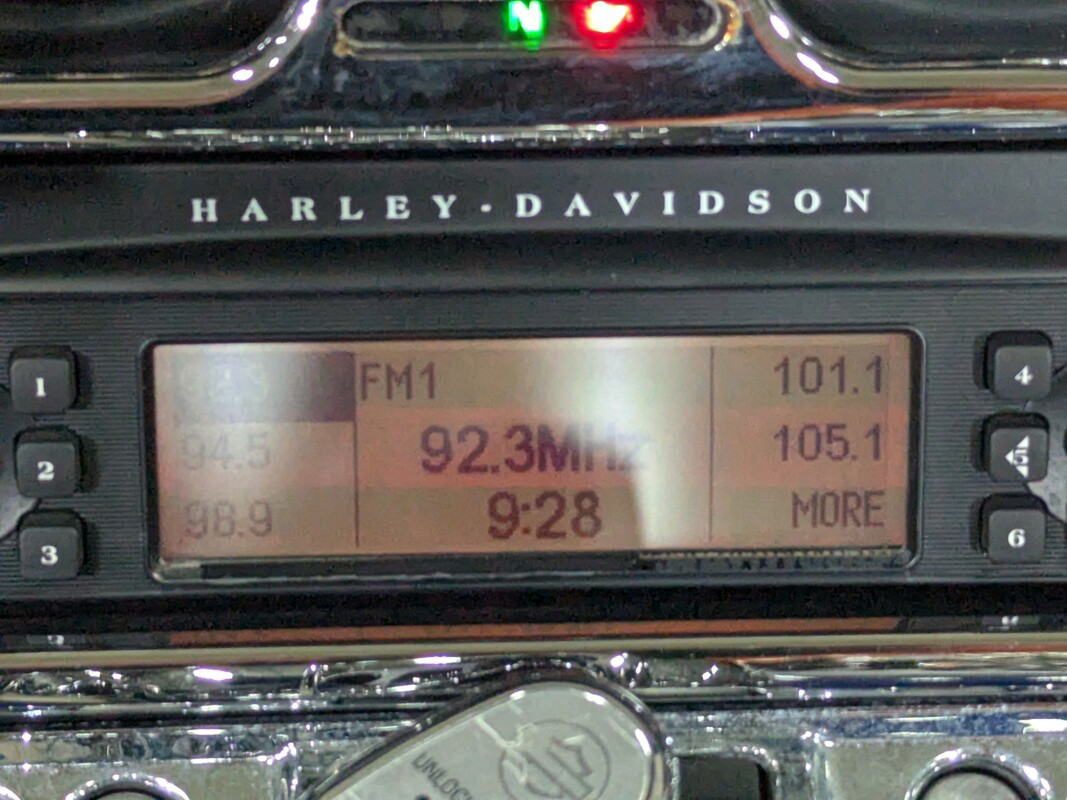 N
HARLEY-DAVIDSON
1
FM1
101.1
4
2
94.5
92.3MHz
105.1
5
3
98.9
9:28
MORE
6
UNLOCK